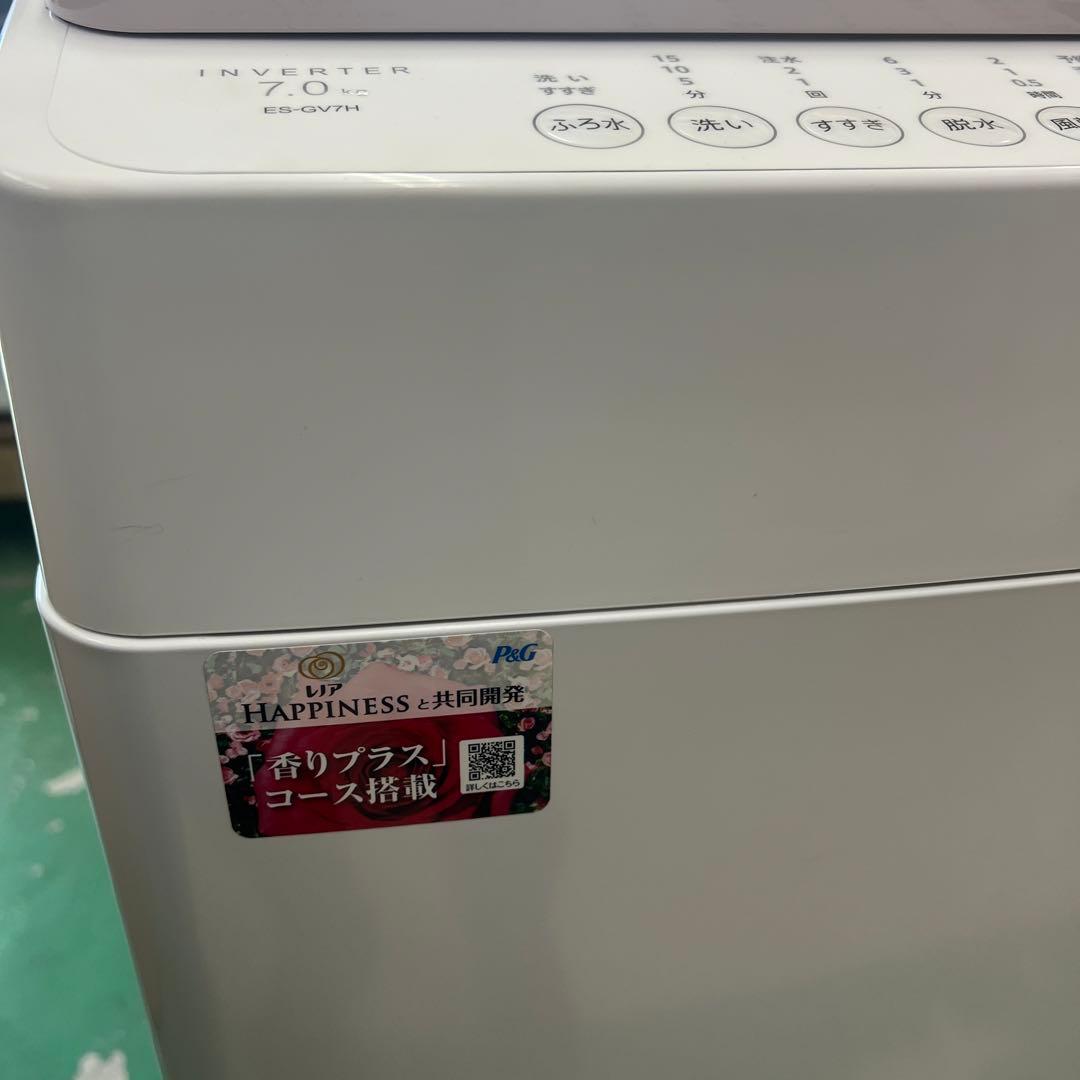 INVERTER
7.0 kg
ES-GV7H
洗い
すすぎ
15
10
5
分
注水
2
1
回
6
3
1
分
2
1
0.5
時間
ふろ水
洗い
すすぎ
脱水
レノア
P&G
HAPPINESSと共同開発
「香りプラス」
コース搭載
詳しくはこちら